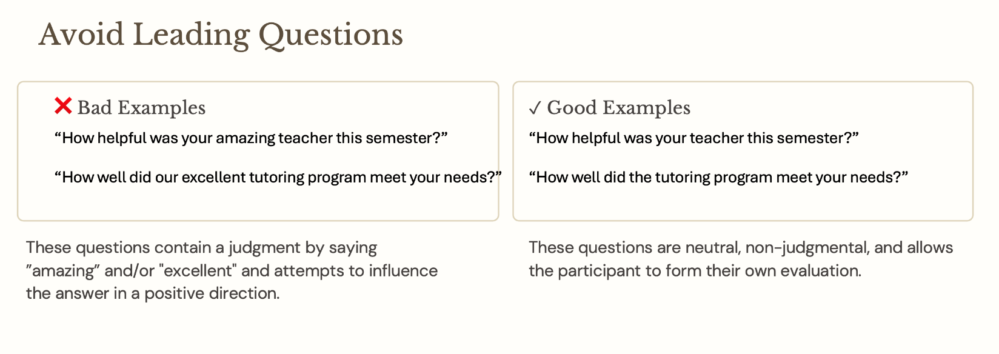 Avoid Leading Questions
❌ Bad Examples
“How helpful was your amazing teacher this semester?”
“How well did our excellent tutoring program meet your needs?”
These questions contain a judgment by saying
”amazing” and/or "excellent" and attempts to influence
the answer in a positive direction.
✓ Good Examples
“How helpful was your teacher this semester?”
“How well did the tutoring program meet your needs?”
These questions are neutral, non-judgmental, and allows
the participant to form their own evaluation.